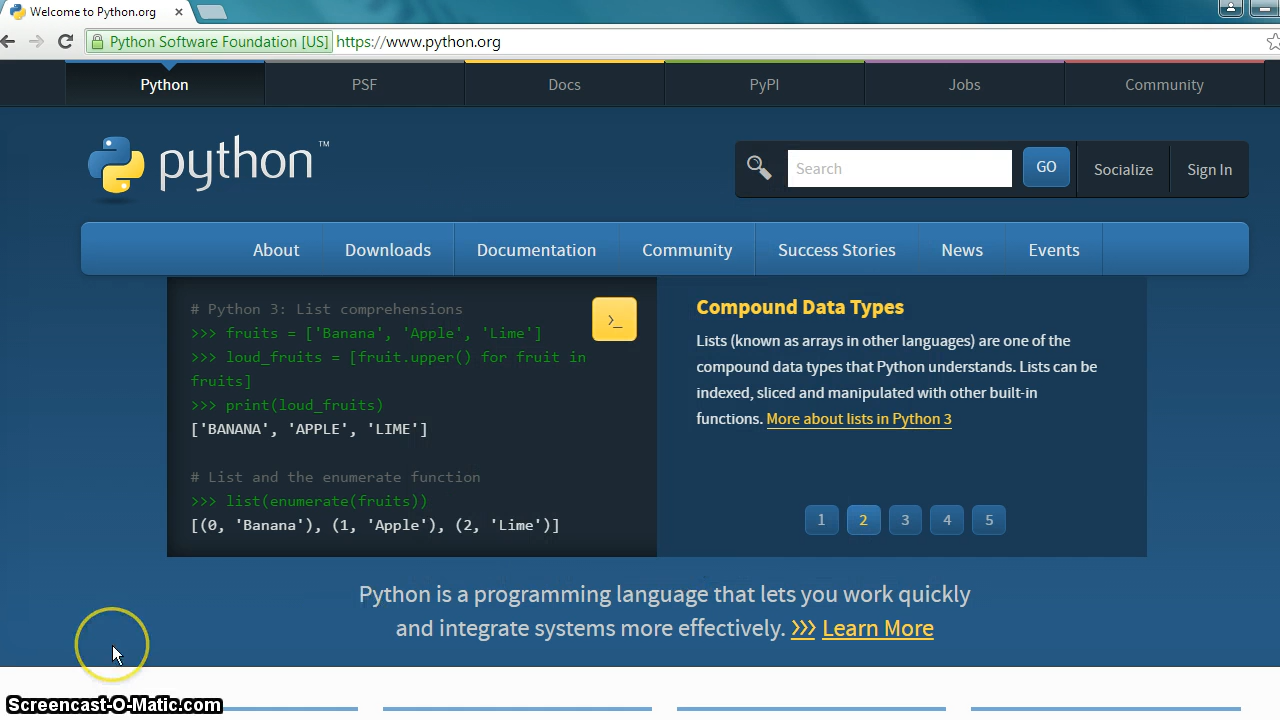 Welcome to Python.org
Python Software Foundation [US] https://www.python.org
Python PSF Docs PyPI Jobs Community
python™
Search GO Socialize Sign In
About Downloads Documentation Community Success Stories News Events
# Python 3: List comprehensions
>>> fruits = ['Banana', 'Apple', 'Lime']
>>> loud_fruits = [fruit.upper() for fruit in
fruits]
>>> print(loud_fruits)
['BANANA', 'APPLE', 'LIME']
# List and the enumerate function
>>> list(enumerate(fruits))
[(0, 'Banana'), (1, 'Apple'), (2, 'Lime')]
>_
Compound Data Types
Lists (known as arrays in other languages) are one of the
compound data types that Python understands. Lists can be
indexed, sliced and manipulated with other built-in
functions. More about lists in Python 3
1 2 3 4 5
Python is a programming language that lets you work quickly
and integrate systems more effectively. >>> Learn More
Screencast-O-Matic.com